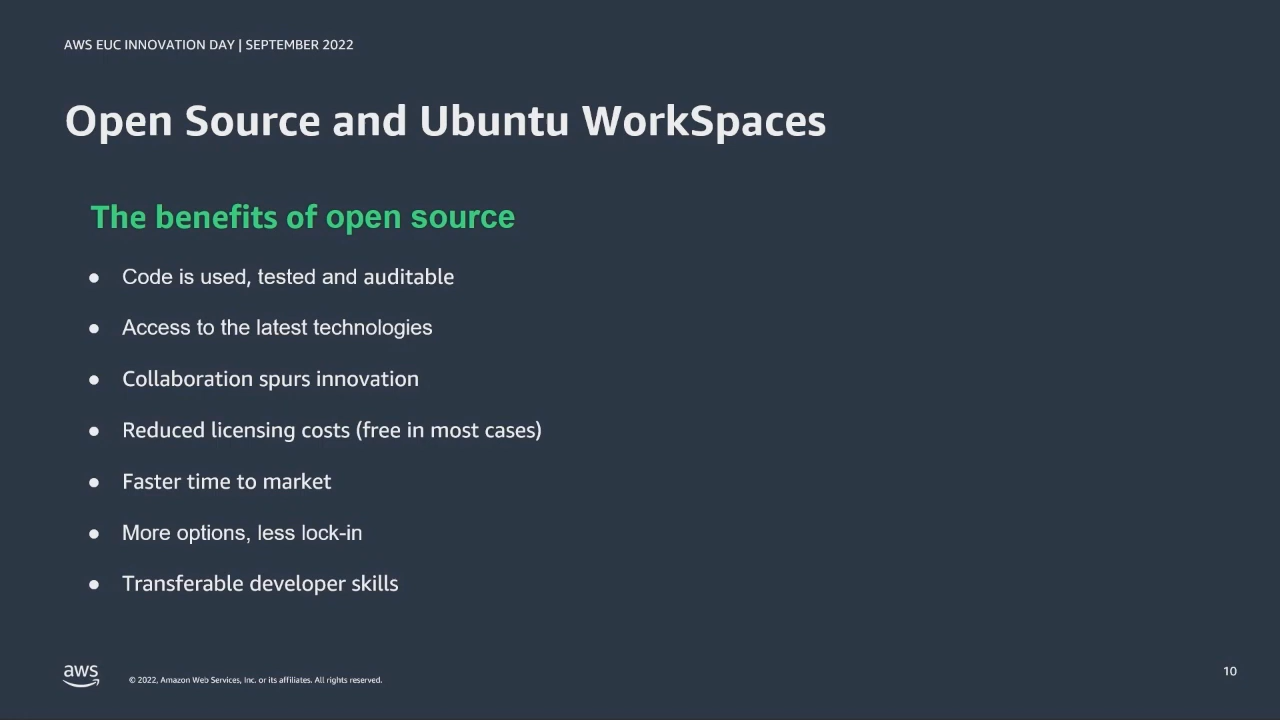 AWS EUC INNOVATION DAY | SEPTEMBER 2022
Open Source and Ubuntu WorkSpaces
The benefits of open source
● Code is used, tested and auditable
● Access to the latest technologies
● Collaboration spurs innovation
● Reduced licensing costs (free in most cases)
● Faster time to market
● More options, less lock-in
● Transferable developer skills
aws
© 2022, Amazon Web Services, Inc. or its affiliates. All rights reserved.
10